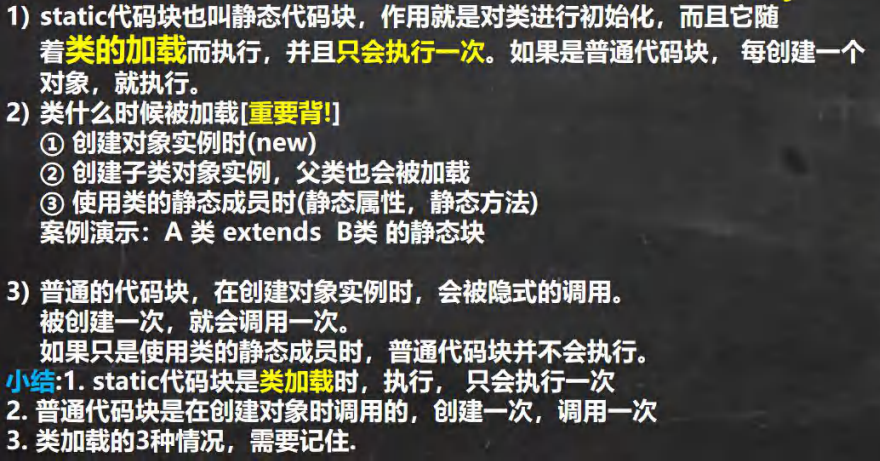 1) static代码块也叫静态代码块，作用就是对类进行初始化，而且它随
着类的加载而执行，并且只会执行一次。如果是普通代码块， 每创建一个
对象，就执行。
2) 类什么时候被加载[重要背!]
① 创建对象实例时(new)
② 创建子类对象实例，父类也会被加载
③ 使用类的静态成员时(静态属性，静态方法)
案例演示：A 类 extends B类 的静态块
3) 普通的代码块，在创建对象实例时，会被隐式的调用。
被创建一次，就会调用一次。
如果只是使用类的静态成员时，普通代码块并不会执行。
小结:1. static代码块是类加载时，执行， 只会执行一次
2. 普通代码块是在创建对象时调用的，创建一次，调用一次
3. 类加载的3种情况，需要记住.